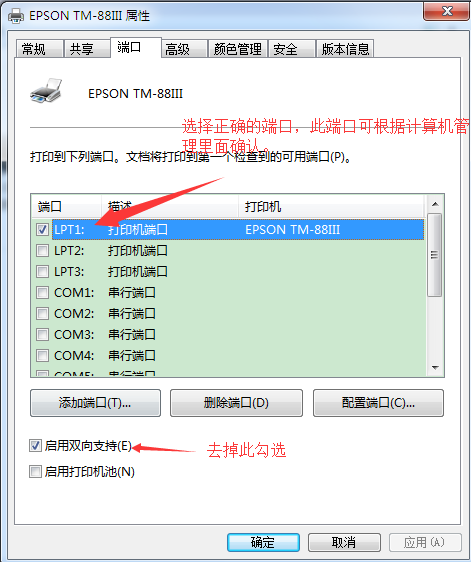 EPSON TM-88III 属性
常规 共享 端口 高级 颜色管理 安全 版本信息
EPSON TM-88III
选择正确的端口，此端口可根据计算机管
理里面确认。
打印到下列端口。文档将打印到第一个检查到的可用端口(P)。
端口 描述 打印机
LPT1: 打印机端口 EPSON TM-88III
LPT2: 打印机端口
LPT3: 打印机端口
COM1: 串行端口
COM2: 串行端口
COM3: 串行端口
COM4: 串行端口
COM5: 串行端口
添加端口(T)... 删除端口(D) 配置端口(C)...
启用双向支持(E) 去掉此勾选
启用打印机池(N)
确定 取消 应用(A)